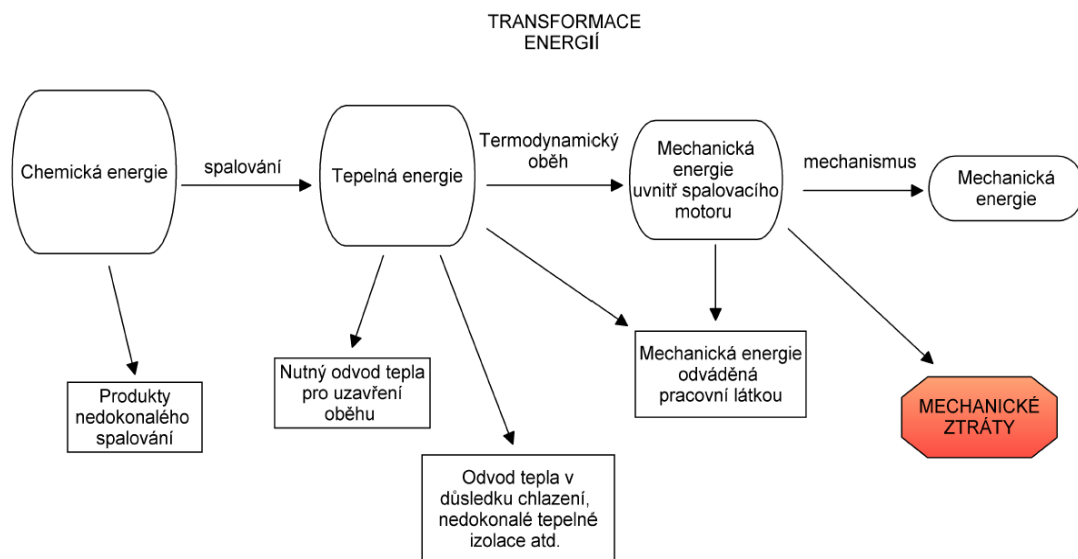 TRANSFORMACE
ENERGIÍ
Chemická energie
spalování
Tepelná energie
Termodynamický
oběh
Mechanická
energie
uvnitř spalovacího
motoru
mechanismus
Mechanická
energie
Produkty
nedokonalého
spalování
Nutný odvod tepla
pro uzavření
oběhu
Odvod tepla v
důsledku chlazení,
nedokonalé tepelné
izolace atd.
Mechanická energie
odváděná
pracovní látkou
MECHANICKÉ
ZTRÁTY